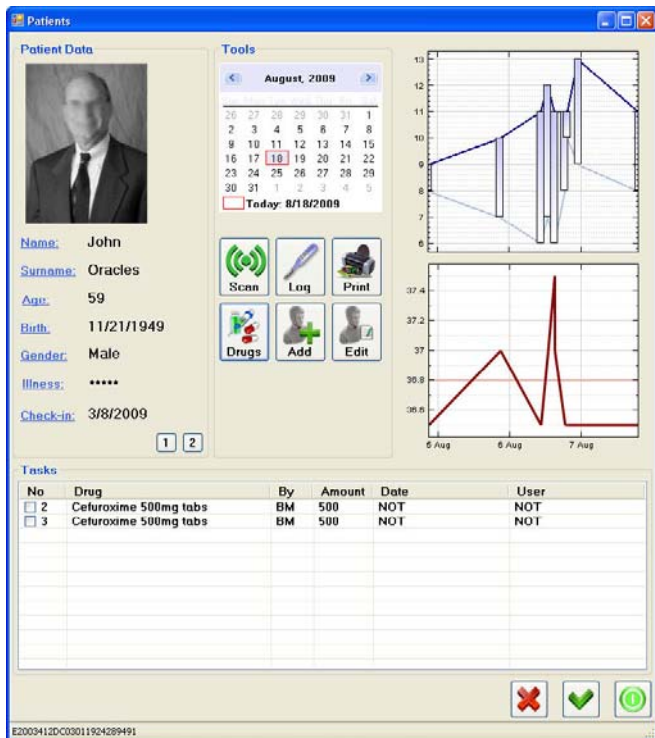 Patients
Patient Data
Name: John
Surname: Oracles
Age: 59
Birth: 11/21/1949
Gender: Male
Illness: •••••
Check-in: 3/8/2009
1 2
Tools
August, 2009
26 27 28 29 30 31 1
2 3 4 5 6 7 8
9 10 11 12 13 14 15
16 17 18 19 20 21 22
23 24 25 26 27 28 29
30 31 1 2 3 4 5
Today: 8/18/2009
Scan Log Print
Drugs Add Edit
13
12
11
10
9
8
7
6
37.4
37.2
37
36.8
36.6
5 Aug 6 Aug 7 Aug
Tasks
No Drug By Amount Date User
2 Cefuroxime 500mg tabs BM 500 NOT NOT
3 Cefuroxime 500mg tabs BM 500 NOT NOT
E2003412DC03011924289491